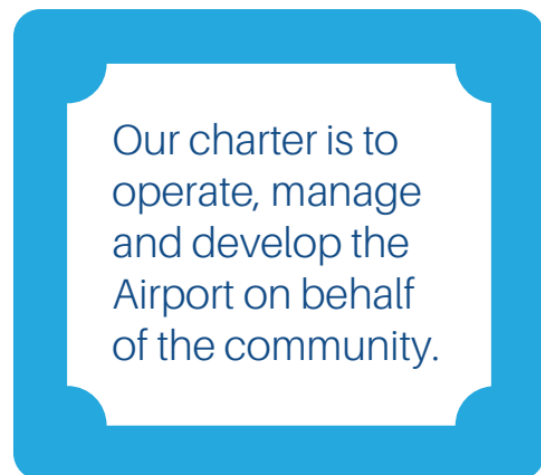 Our charter is to
operate, manage
and develop the
Airport on behalf
of the community.